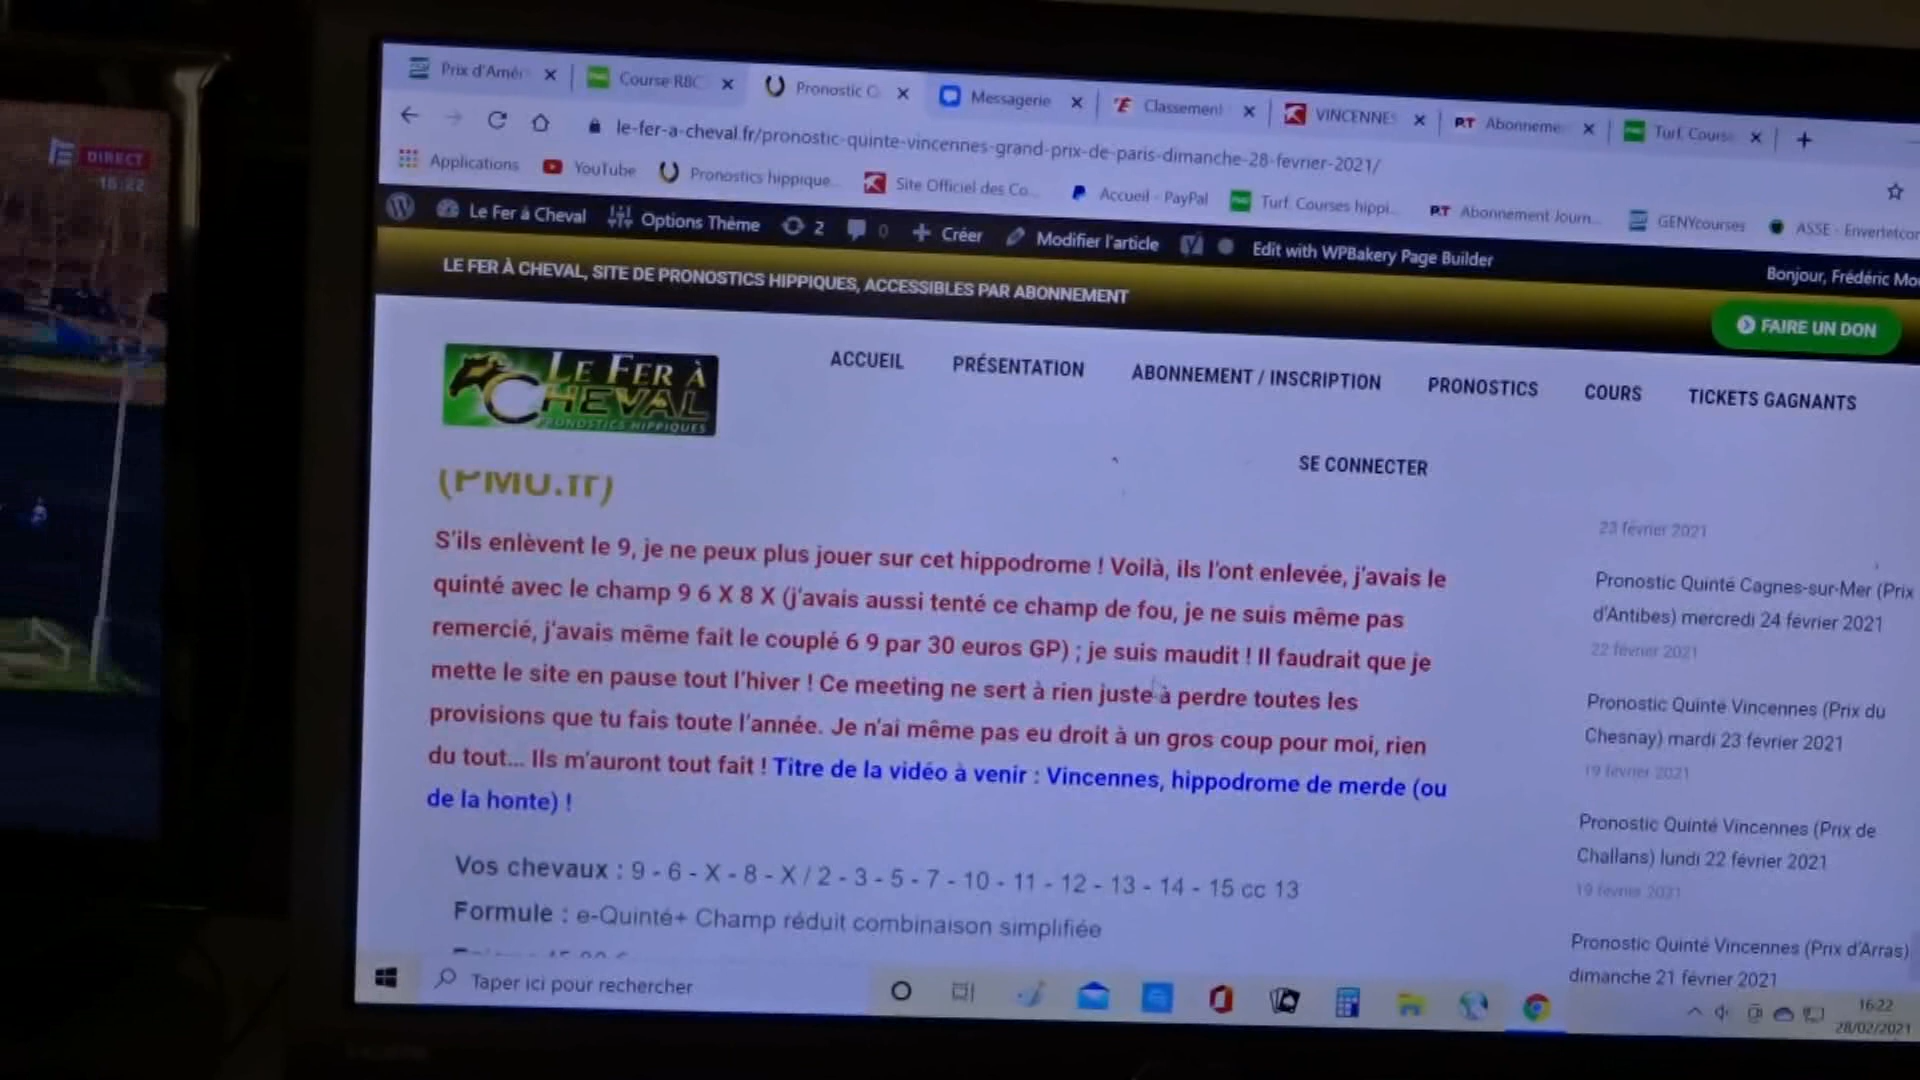 DIRECT
16:22
Prix d'Amér
Course R8C
Pronostic C
Messagerie
Classement
VINCENNES
Abonneme
Turf. Course
le-fer-a-cheval.fr/pronostic-quinte-vincennes-grand-prix-de-paris-dimanche-28-fevrier-2021/
Applications
YouTube
Pronostics hippique...
Site Officiel des Co...
Accueil - PayPal
Turf. Courses hippi...
Abonnement Journ...
GENYcourses
ASSE - Envertetcor
Le Fer à Cheval
Options Thème
2
0
Créer
Modifier l'article
Edit with WPBakery Page Builder
Bonjour, Frédéric Mo
LE FER À CHEVAL, SITE DE PRONOSTICS HIPPIQUES, ACCESSIBLES PAR ABONNEMENT
FAIRE UN DON
LE FER À
CHEVAL
PRONOSTICS HIPPIQUES
ACCUEIL
PRÉSENTATION
ABONNEMENT / INSCRIPTION
PRONOSTICS
COURS
TICKETS GAGNANTS
SE CONNECTER
(PMU.fr)
S'ils enlèvent le 9, je ne peux plus jouer sur cet hippodrome ! Voilà, ils l'ont enlevée, j'avais le
quinté avec le champ 9 6 X 8 X (j'avais aussi tenté ce champ de fou, je ne suis même pas
remercié, j'avais même fait le couplé 6 9 par 30 euros GP) ; je suis maudit ! Il faudrait que je
mette le site en pause tout l'hiver ! Ce meeting ne sert à rien juste à perdre toutes les
provisions que tu fais toute l'année. Je n'ai même pas eu droit à un gros coup pour moi, rien
du tout... Ils m'auront tout fait ! Titre de la vidéo à venir : Vincennes, hippodrome de merde (ou
de la honte) !
Vos chevaux : 9 - 6 - X - 8 - X / 2 - 3 - 5 - 7 - 10 - 11 - 12 - 13 - 14 - 15 cc 13
Formule : e-Quinté+ Champ réduit combinaison simplifiée
23 février 2021
Pronostic Quinté Cagnes-sur-Mer (Prix
d'Antibes) mercredi 24 février 2021
22 février 2021
Pronostic Quinté Vincennes (Prix du
Chesnay) mardi 23 février 2021
19 février 2021
Pronostic Quinté Vincennes (Prix de
Challans) lundi 22 février 2021
19 février 2021
Pronostic Quinté Vincennes (Prix d'Arras)
dimanche 21 février 2021
Taper ici pour rechercher
16:22
28/02/2021